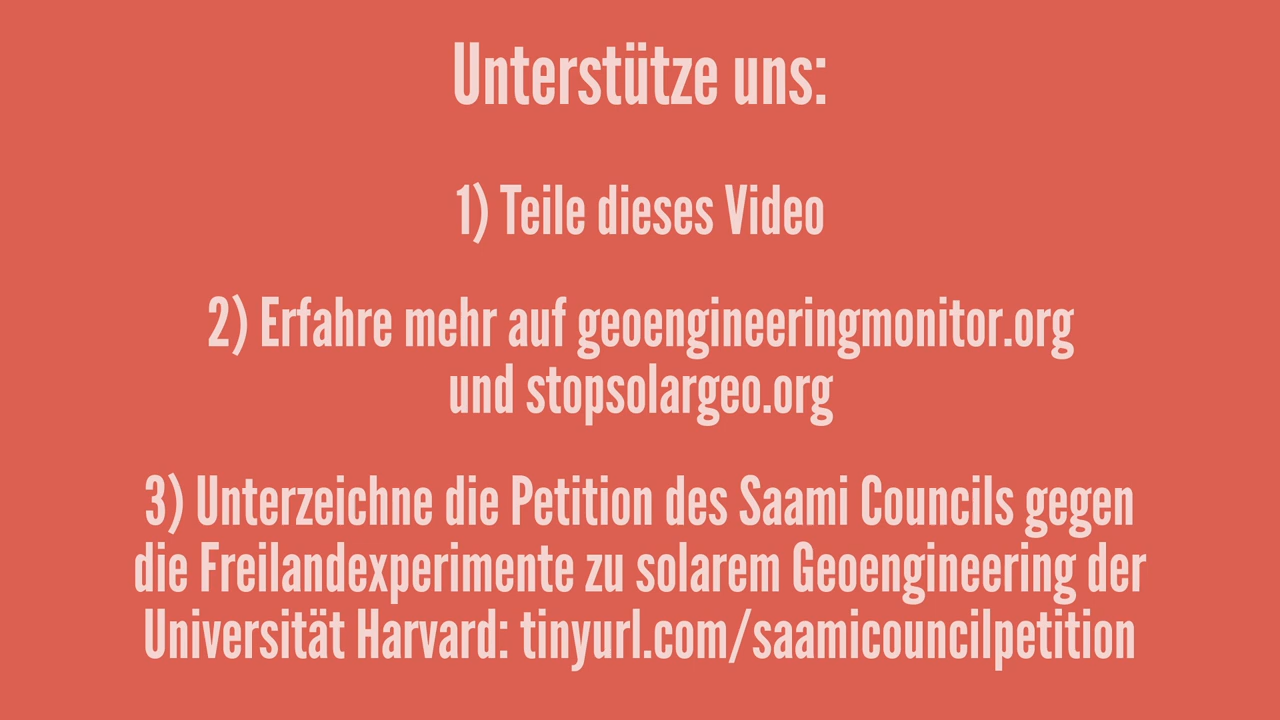 Unterstütze uns:
1) Teile dieses Video
2) Erfahre mehr auf geoengineeringmonitor.org
und stopsolargeo.org
3) Unterzeichne die Petition des Saami Councils gegen
die Freilandexperimente zu solarem Geoengineering der
Universität Harvard: tinyurl.com/saamicouncilpetition